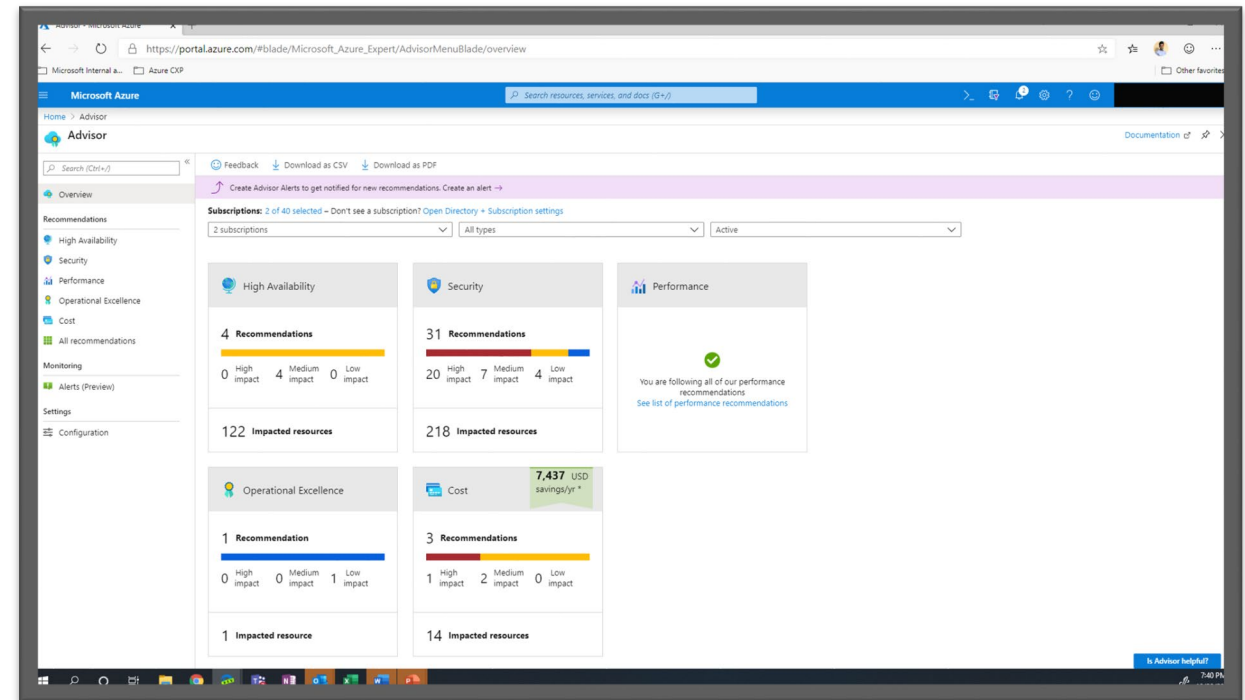 Advisor - Microsoft Azure
https://portal.azure.com/#blade/Microsoft_Azure_Expert/AdvisorMenuBlade/overview
Microsoft Internal a... Azure CXP Other favorites
Microsoft Azure Search resources, services, and docs (G+/)
Home > Advisor
Advisor
Documentation
Search (Ctrl+/)
Overview
Recommendations
High Availability
Security
Performance
Operational Excellence
Cost
All recommendations
Monitoring
Alerts (Preview)
Settings
Configuration
Feedback Download as CSV Download as PDF
Create Advisor Alerts to get notified for new recommendations. Create an alert →
Subscriptions: 2 of 40 selected – Don't see a subscription? Open Directory + Subscription settings
2 subscriptions All types Active
High Availability
4 Recommendations
0 High impact 4 Medium impact 0 Low impact
122 Impacted resources
Security
31 Recommendations
20 High impact 7 Medium impact 4 Low impact
218 Impacted resources
Performance
You are following all of our performance
recommendations
See list of performance recommendations
Operational Excellence
1 Recommendation
0 High impact 0 Medium impact 1 Low impact
1 Impacted resource
Cost
7,437 USD
savings/yr *
3 Recommendations
1 High impact 2 Medium impact 0 Low impact
14 Impacted resources
Is Advisor helpful?
7:40 PM